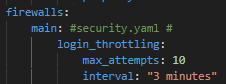 firewalls:
    main: #security.yaml #
        login_throttling:
            max_attempts: 10
            interval: "3 minutes"